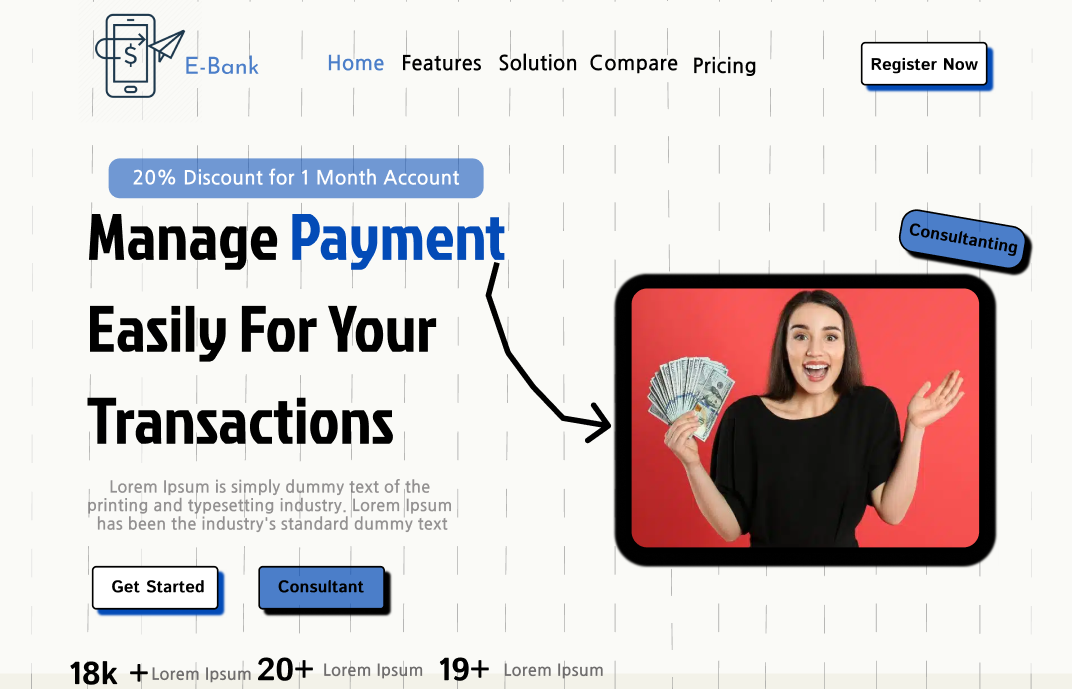 $
E-Bank
Home Features Solution Compare Pricing
Register Now
20% Discount for 1 Month Account
Manage Payment
Easily For Your
Transactions
Consultanting
Lorem Ipsum is simply dummy text of the
printing and typesetting industry. Lorem Ipsum
has been the industry's standard dummy text
Get Started
Consultant
18k + Lorem Ipsum 20+ Lorem Ipsum 19+ Lorem Ipsum